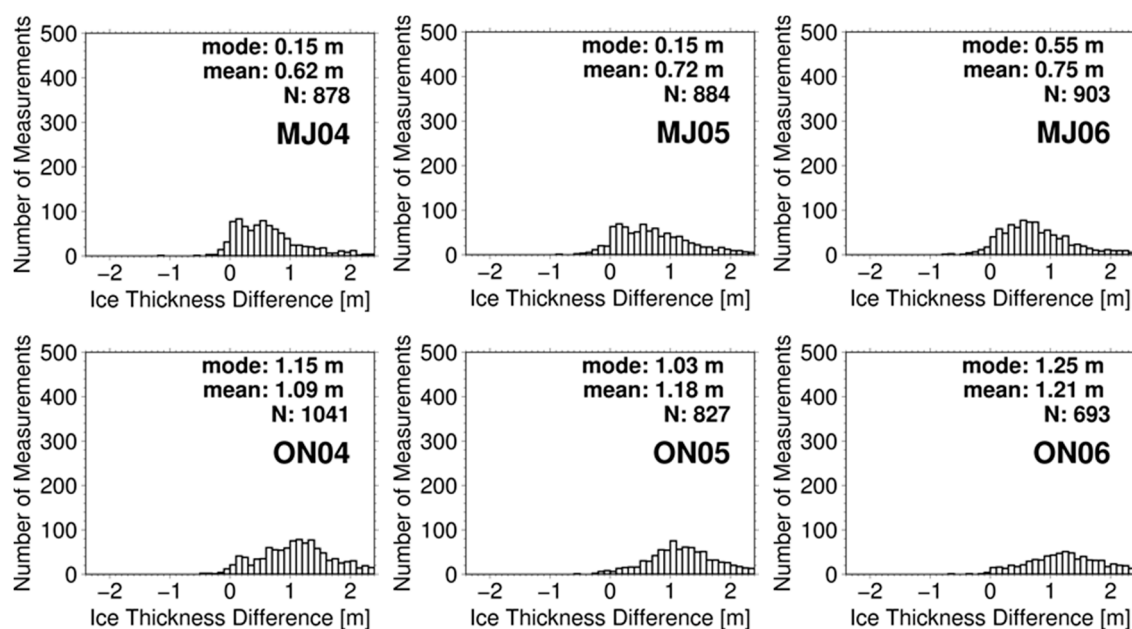 500
400
300
200
100
0
Number of Measurements
mode: 0.15 m
mean: 0.62 m
N: 878
MJ04
−2 −1 0 1 2
Ice Thickness Difference [m]
500
400
300
200
100
0
Number of Measurements
mode: 0.15 m
mean: 0.72 m
N: 884
MJ05
−2 −1 0 1 2
Ice Thickness Difference [m]
500
400
300
200
100
0
Number of Measurements
mode: 0.55 m
mean: 0.75 m
N: 903
MJ06
−2 −1 0 1 2
Ice Thickness Difference [m]
500
400
300
200
100
0
Number of Measurements
mode: 1.15 m
mean: 1.09 m
N: 1041
ON04
−2 −1 0 1 2
Ice Thickness Difference [m]
500
400
300
200
100
0
Number of Measurements
mode: 1.03 m
mean: 1.18 m
N: 827
ON05
−2 −1 0 1 2
Ice Thickness Difference [m]
500
400
300
200
100
0
Number of Measurements
mode: 1.25 m
mean: 1.21 m
N: 693
ON06
−2 −1 0 1 2
Ice Thickness Difference [m]